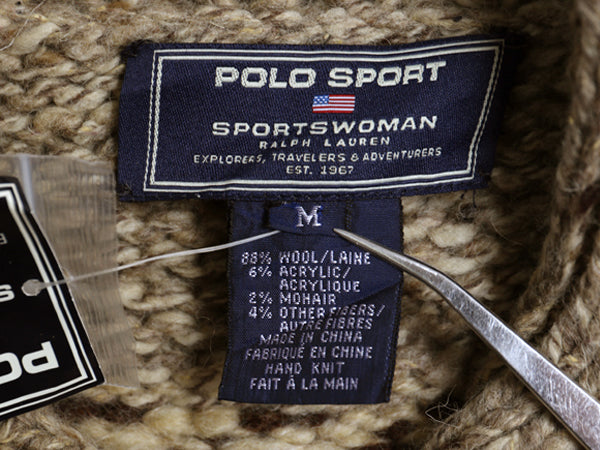 POLO SPORT
SPORTSWOMAN
RALPH LAUREN
EXPLORERS, TRAVELERS & ADVENTURERS
EST. 1967
M
88% WOOL/LAINE
6% ACRYLIC/
ACRYLIQUE
2% MOHAIR
4% OTHER FIBERS/
AUTRE FIBRES
MADE IN CHINA
FABRIQUÉ EN CHINE
HAND KNIT
FAIT À LA MAIN
PO
S